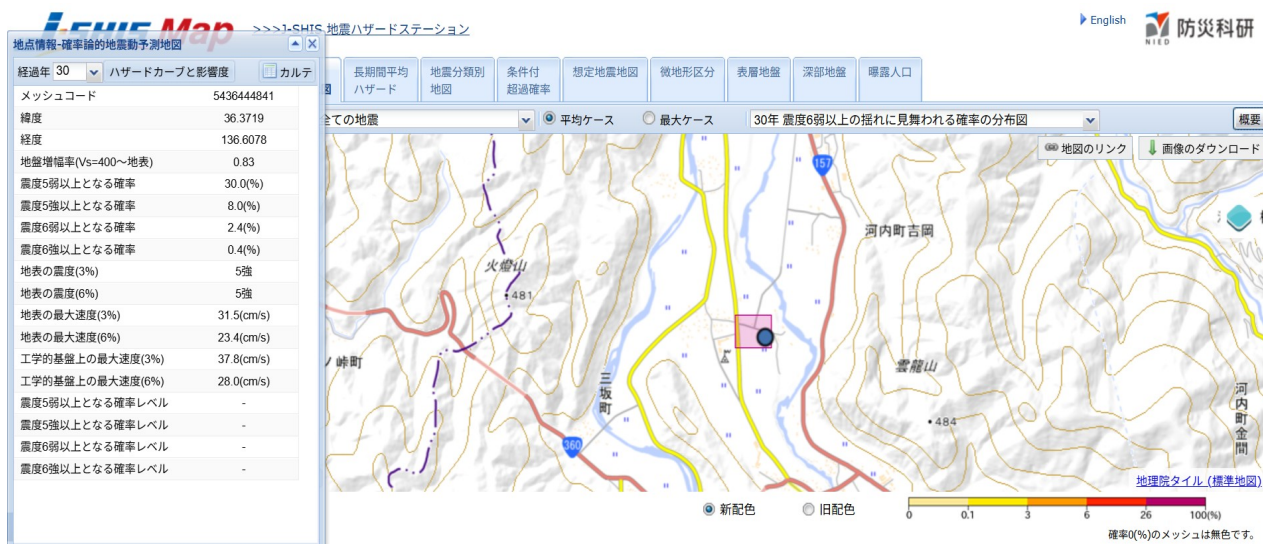 J-SHIS Map
>>>J-SHIS 地震ハザードステーション
English
NIED
防災科研
地点情報-確率論的地震動予測地図
経過年 30 ハザードカーブと影響度 カルテ
図
長期間平均
ハザード
地震分類別
地図
条件付
超過確率
想定地震地図
微地形区分
表層地盤
深部地盤
曝露人口
全ての地震
平均ケース
最大ケース
30年 震度6弱以上の揺れに見舞われる確率の分布図
概要
地図のリンク
画像のダウンロード
メッシュコード 5436444841
緯度 36.3719
経度 136.6078
地盤増幅率(Vs=400〜地表) 0.83
震度5弱以上となる確率 30.0(%)
震度5強以上となる確率 8.0(%)
震度6弱以上となる確率 2.4(%)
震度6強以上となる確率 0.4(%)
地表の震度(3%) 5強
地表の震度(6%) 5強
地表の最大速度(3%) 31.5(cm/s)
地表の最大速度(6%) 23.4(cm/s)
工学的基盤上の最大速度(3%) 37.8(cm/s)
工学的基盤上の最大速度(6%) 28.0(cm/s)
震度5弱以上となる確率レベル -
震度5強以上となる確率レベル -
震度6弱以上となる確率レベル -
震度6強以上となる確率レベル -
157
河内町吉岡
火燈山
481
峠町
三坂町
雲龍山
484
河内町金間
360
地理院タイル (標準地図)
新配色
旧配色
0 0.1 3 6 26 100(%)
確率0(%)のメッシュは無色です。